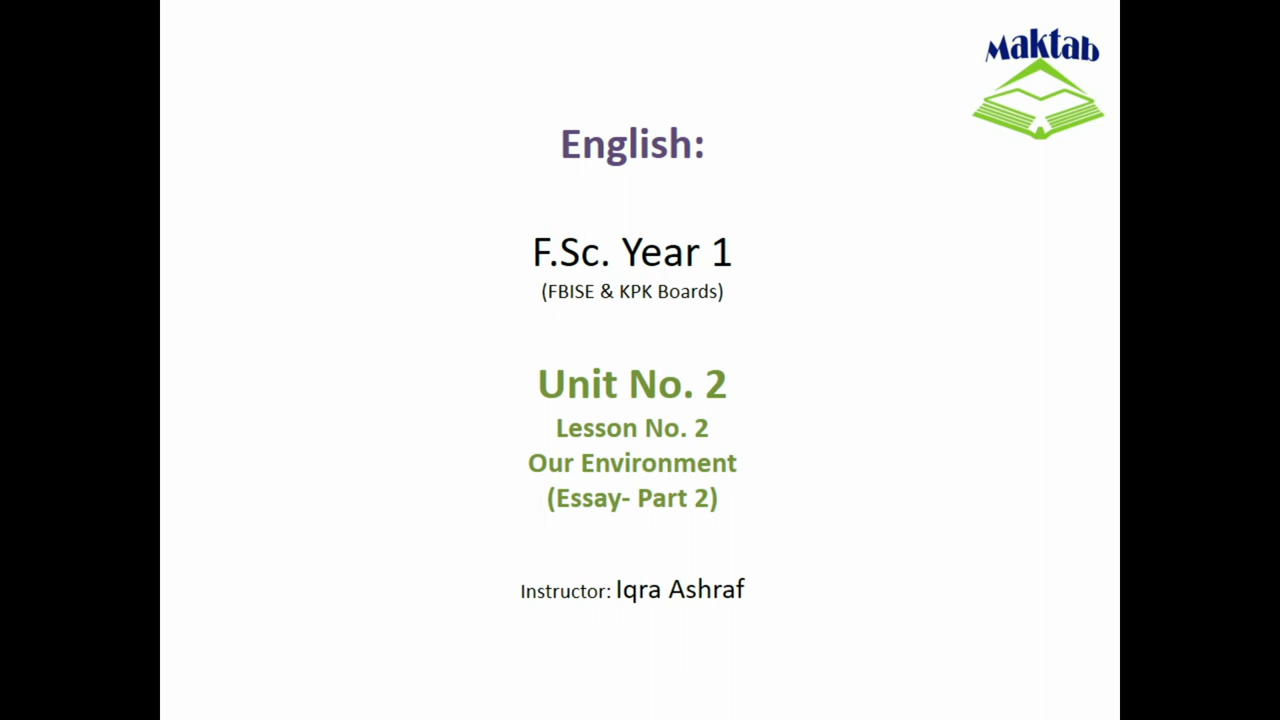 Maktab
English:
F.Sc. Year 1
(FBISE & KPK Boards)
Unit No. 2
Lesson No. 2
Our Environment
(Essay- Part 2)
Instructor: Iqra Ashraf